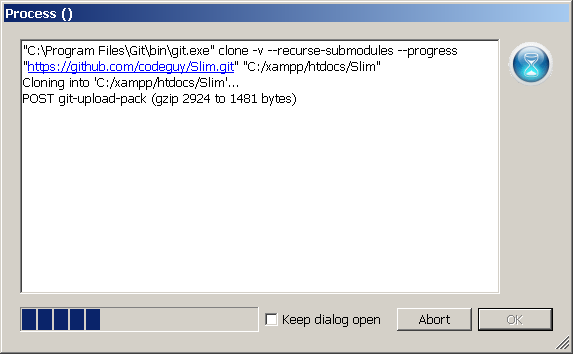 Process ()
"C:\Program Files\Git\bin\git.exe" clone -v --recurse-submodules --progress
"https://github.com/codeguy/Slim.git" "C:/xampp/htdocs/Slim"
Cloning into 'C:/xampp/htdocs/Slim'...
POST git-upload-pack (gzip 2924 to 1481 bytes)
Keep dialog open
Abort
OK